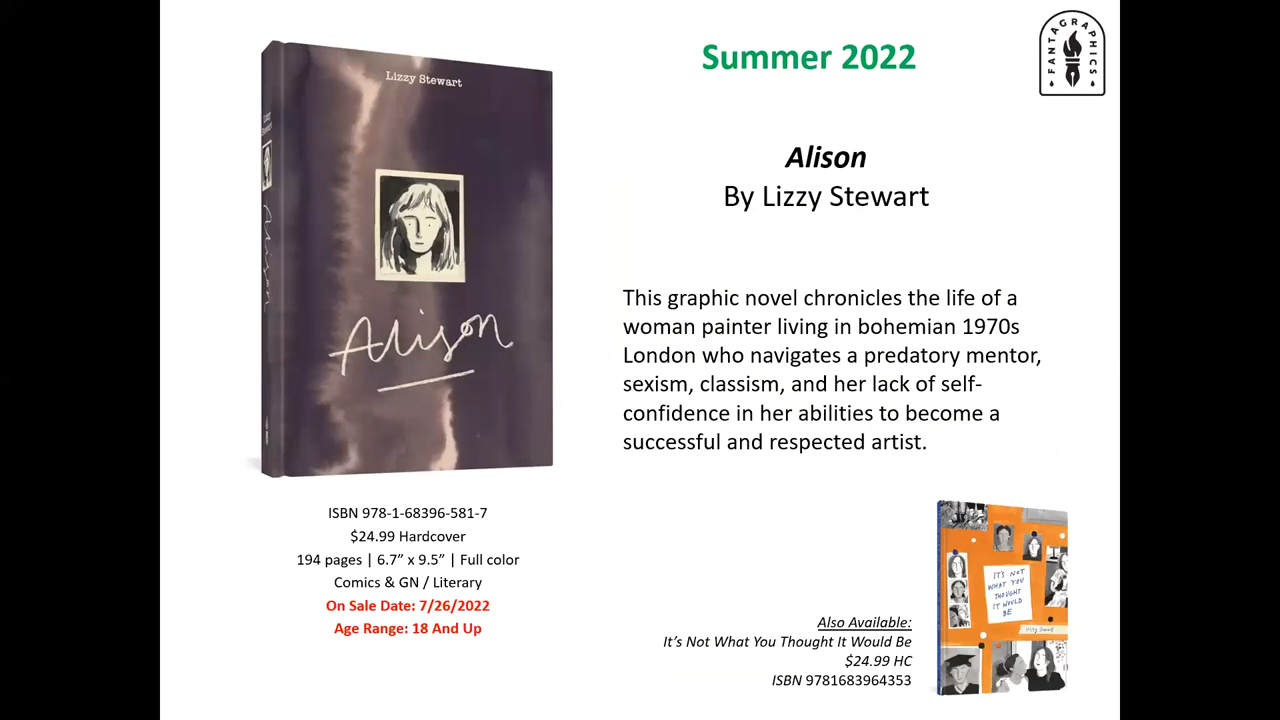 Summer 2022
FANTAGRAPHICS
Lizzy Stewart
Lizzy
Stewart
Alison
Alison
Alison
By Lizzy Stewart
This graphic novel chronicles the life of a
woman painter living in bohemian 1970s
London who navigates a predatory mentor,
sexism, classism, and her lack of self-
confidence in her abilities to become a
successful and respected artist.
ISBN 978-1-68396-581-7
$24.99 Hardcover
194 pages | 6.7” x 9.5” | Full color
Comics & GN / Literary
On Sale Date: 7/26/2022
Age Range: 18 And Up
Also Available:
It’s Not What You Thought It Would Be
$24.99 HC
ISBN 9781683964353
IT'S NOT
WHAT YOU
THOUGHT
IT WOULD
BE
Lizzy Stewart